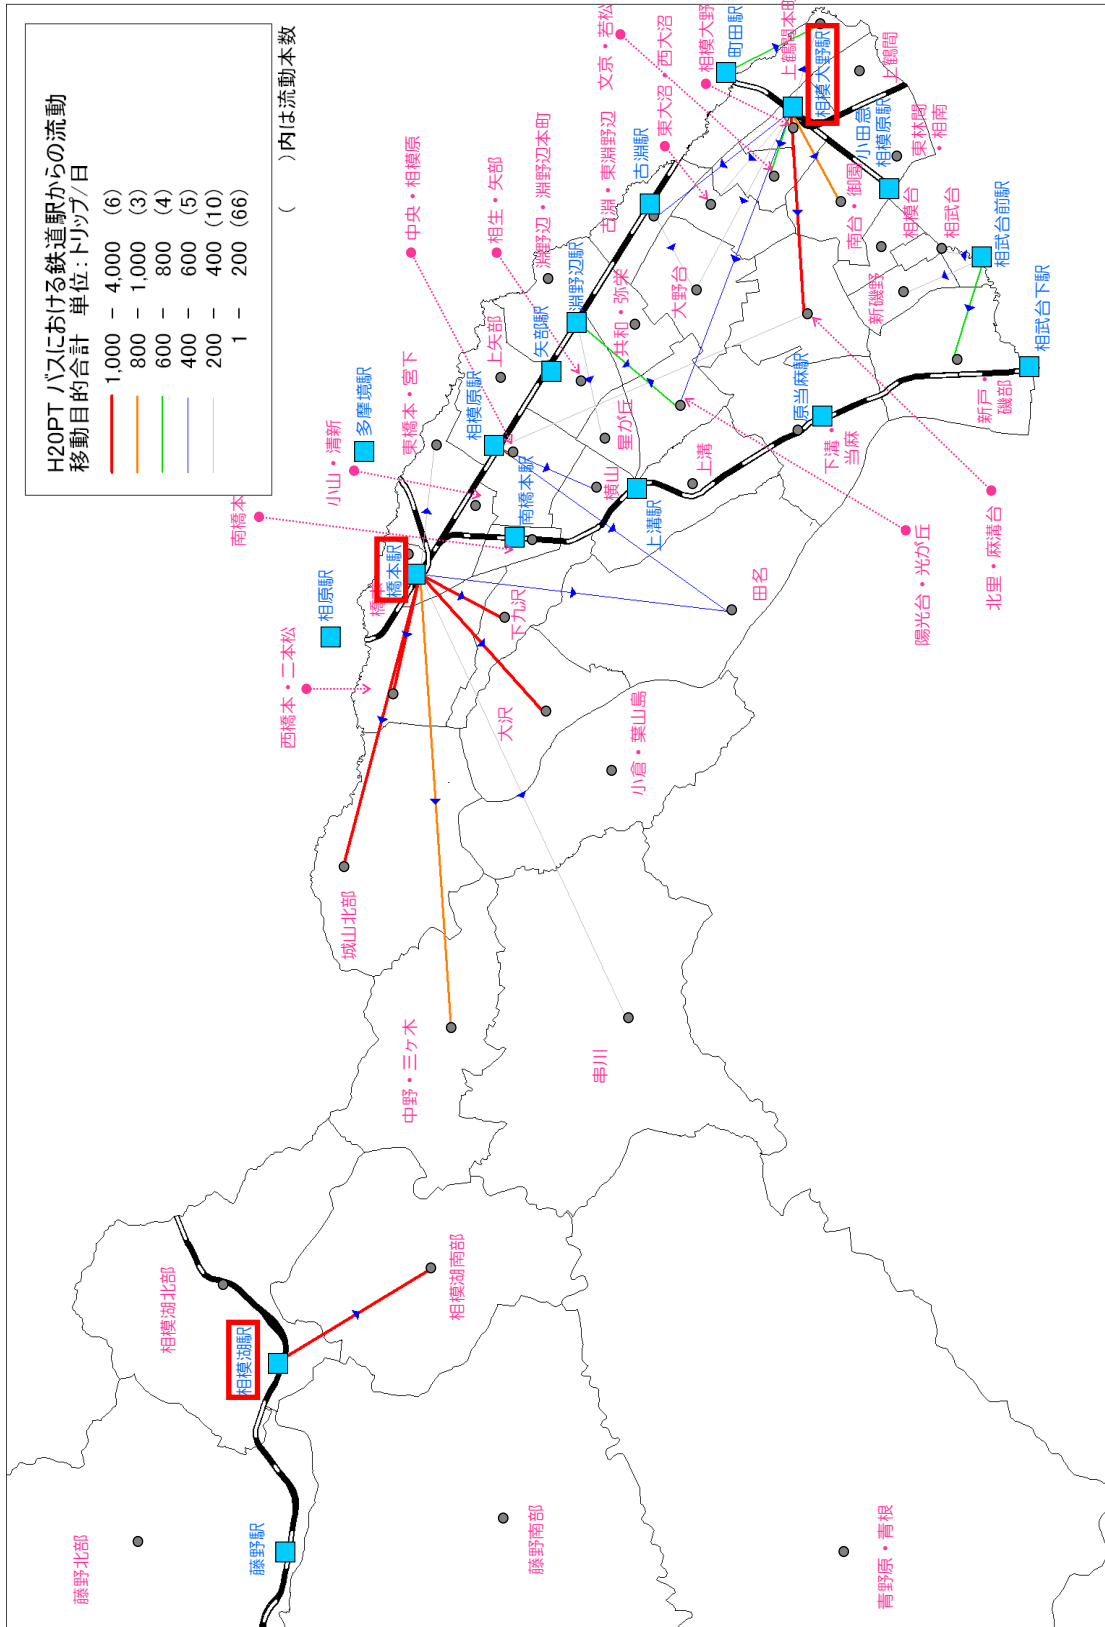 H20PT バスにおける鉄道駅からの流動
移動目的合計 単位:トリップ/日
1,000 - 4,000 (6)
800 - 1,000 (3)
600 - 800 (4)
400 - 600 (5)
200 - 400 (10)
1 - 200 (66)
( )内は流動本数
藤野北部
藤野駅
藤野南部
青野原・青根
相模湖北部
相模湖駅
相模湖南部
中野・三ヶ木
串川
城山北部
小倉・葉山島
西橋本・二本松
相原駅
橋本
橋本駅
大沢
下九沢
田名
南橋本
小山・清新
多摩境駅
東橋本・宮下
南橋本駅
相模原駅
中央・相模原
上矢部
矢部駅
相生・矢部
淵野辺・淵野辺本町
淵野辺駅
共和・弥栄
星が丘
横山
上溝駅
上溝
大野台
古淵駅
古淵・東淵野辺
東大沼・西大沼
文京・若松
相模大野
町田駅
上鶴間本町
相模大野駅
上鶴間
小田急
相模原駅
東林間
・相南
南台・御園
相模台
相武台
新磯野
相武台前駅
相武台下駅
新戸・
磯部
原当麻駅
下溝・
当麻
陽光台・光が丘
北里・麻溝台